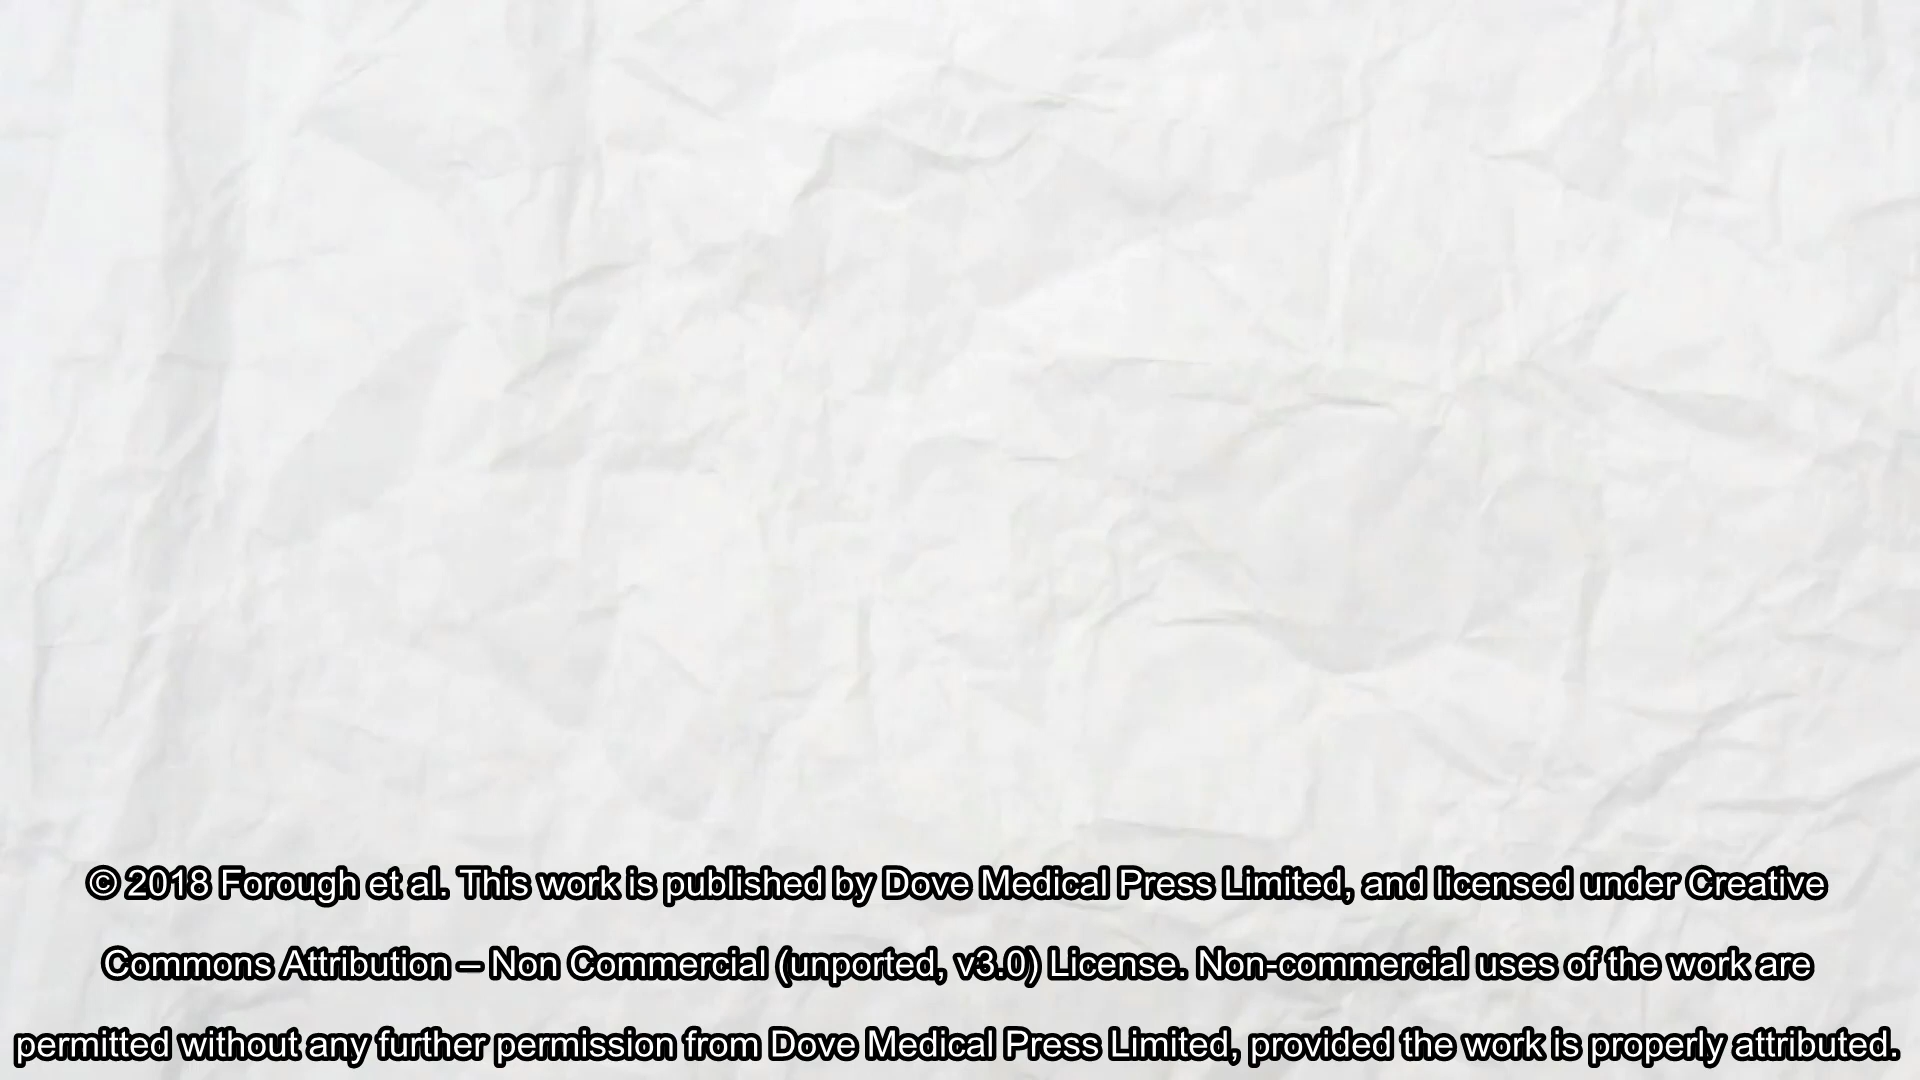 © 2018 Forough et al. This work is published by Dove Medical Press Limited, and licensed under Creative
Commons Attribution – Non Commercial (unported, v3.0) License. Non-commercial uses of the work are
permitted without any further permission from Dove Medical Press Limited, provided the work is properly attributed.